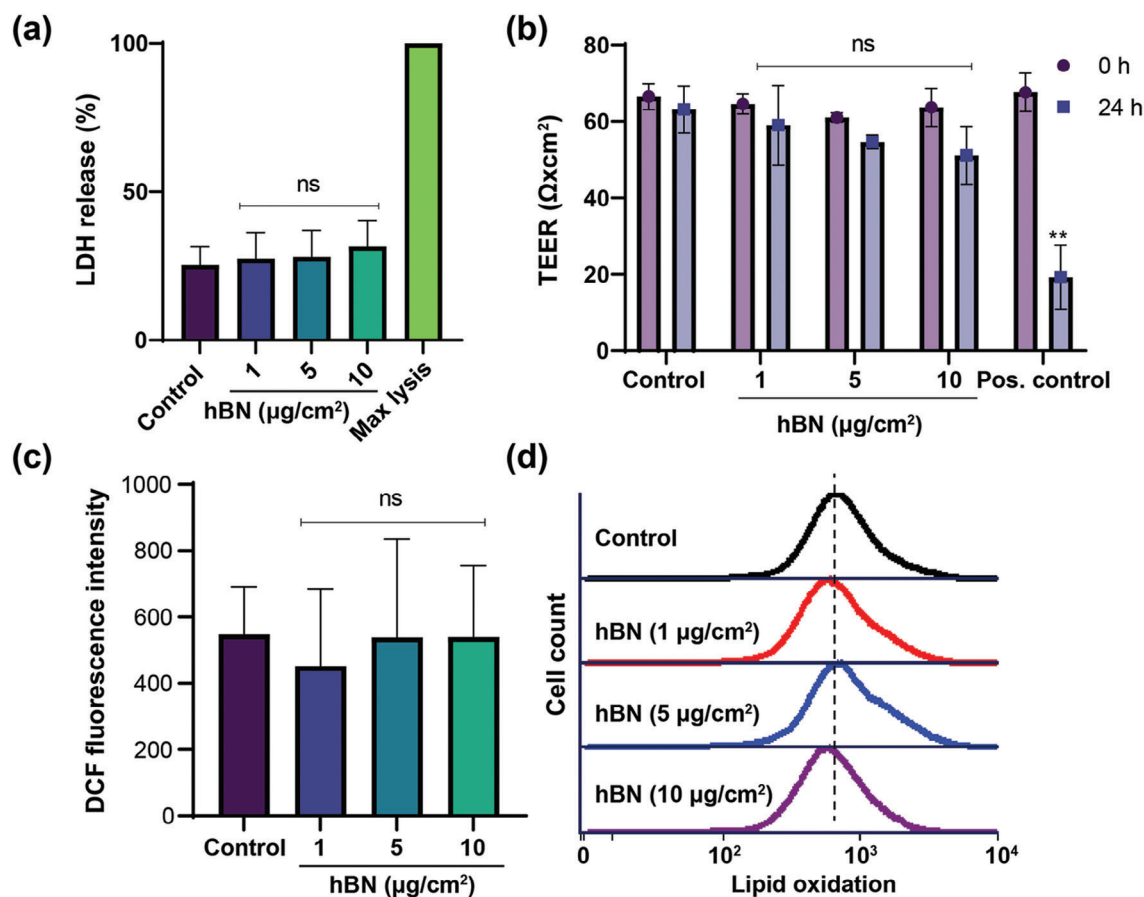 (a)
LDH release (%)
100
50
0
ns
Control
1
5
10
Max lysis
hBN (µg/cm²)
(b)
TEER (Ωxcm²)
80
60
40
20
0
ns
0 h
24 h
**
Control
1
5
10
Pos. control
hBN (µg/cm²)
(c)
DCF fluorescence intensity
1000
800
600
400
200
0
ns
Control
1
5
10
hBN (µg/cm²)
(d)
Cell count
Control
hBN (1 µg/cm²)
hBN (5 µg/cm²)
hBN (10 µg/cm²)
0
10²
10³
10⁴
Lipid oxidation